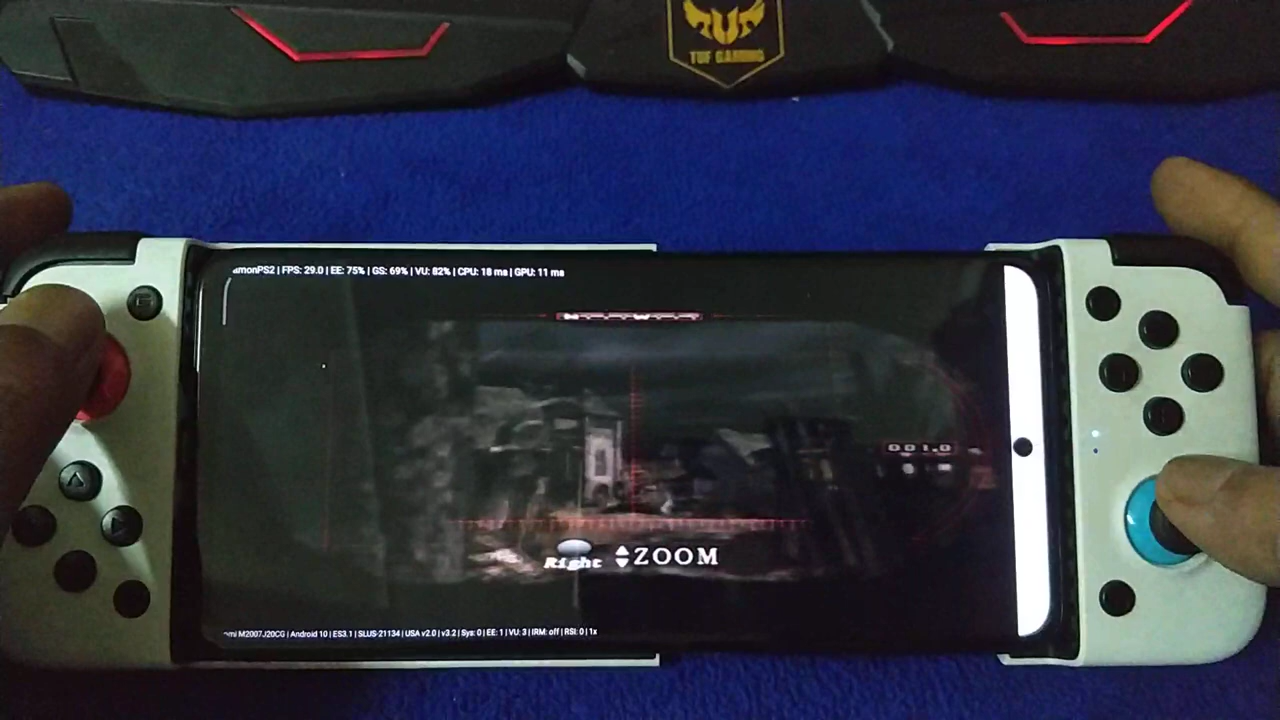 TUF GAMING
amonPS2 | FPS: 29.0 | EE: 75% | GS: 69% | VU: 82% | CPU: 18 ms | GPU: 11 ms
001.0
Right ZOOM
omi M2007J20CG | Android 10 | ES3.1 | SLUS-21134 | USA v2.0 | v3.2 | Sys: 0 | EE: 1 | VU: 3 | IRM: off | RSI: 0 | 1x